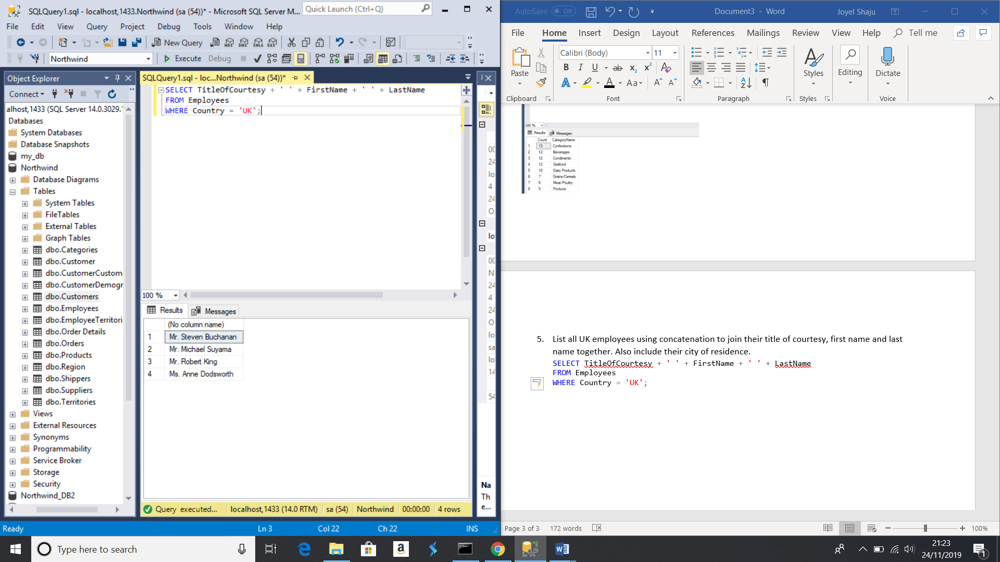 SQLQuery1.sql - localhost,1433.Northwind (sa (54))* - Microsoft SQL Server M...
Quick Launch (Ctrl+Q)
File Edit View Query Project Debug Tools Window Help
New Query
MDX DMX XMLA DAX
Northwind
Execute Debug
Object Explorer
Connect
alhost,1433 (SQL Server 14.0.3029.1
Databases
System Databases
Database Snapshots
my_db
Northwind
Database Diagrams
Tables
System Tables
FileTables
External Tables
Graph Tables
dbo.Categories
dbo.Customer
dbo.CustomerCustom
dbo.CustomerDemogr
dbo.Customers
dbo.Employees
dbo.EmployeeTerritori
dbo.Order Details
dbo.Orders
dbo.Products
dbo.Region
dbo.Shippers
dbo.Suppliers
dbo.Territories
Views
External Resources
Synonyms
Programmability
Service Broker
Storage
Security
Northwind_DB2
SQLQuery1.sql - loc...Northwind (sa (54))*
SELECT TitleOfCourtesy + ' ' + FirstName + ' ' + LastName
FROM Employees
WHERE Country = 'UK';
100 %
Results Messages
(No column name)
1 Mr. Steven Buchanan
2 Mr. Michael Suyama
3 Mr. Robert King
4 Ms. Anne Dodsworth
Query executed... localhost,1433 (14.0 RTM) sa (54) Northwind 00:00:00 4 rows
24
lo
4
24
O
lo
N
24
4
24
O
lo
sa
lo
14
54
Na
Th
e...
Ready Ln 3 Col 22 Ch 22 INS
AutoSave Off
Document3 - Word
Joyel Shaju
File Home Insert Design Layout References Mailings Review View Help Tell me
Paste
Clipboard
Calibri (Body) 11
B I U ab x₂ x² A
A A Aa A A
Font
Paragraph
Styles
Styles
Editing
Dictate
Voice
100 %
Results Messages
Count CategoryName
1 13 Confections
2 12 Beverages
3 12 Condiments
4 12 Seafood
5 10 Dairy Products
6 7 Grains/Cereals
7 6 Meat/Poultry
8 5 Produce
5. List all UK employees using concatenation to join their title of courtesy, first name and last
name together. Also include their city of residence.
SELECT TitleOfCourtesy + ' ' + FirstName + ' ' + LastName
FROM Employees
WHERE Country = 'UK';
Page 3 of 3 172 words
100%
Type here to search
21:23
24/11/2019
1